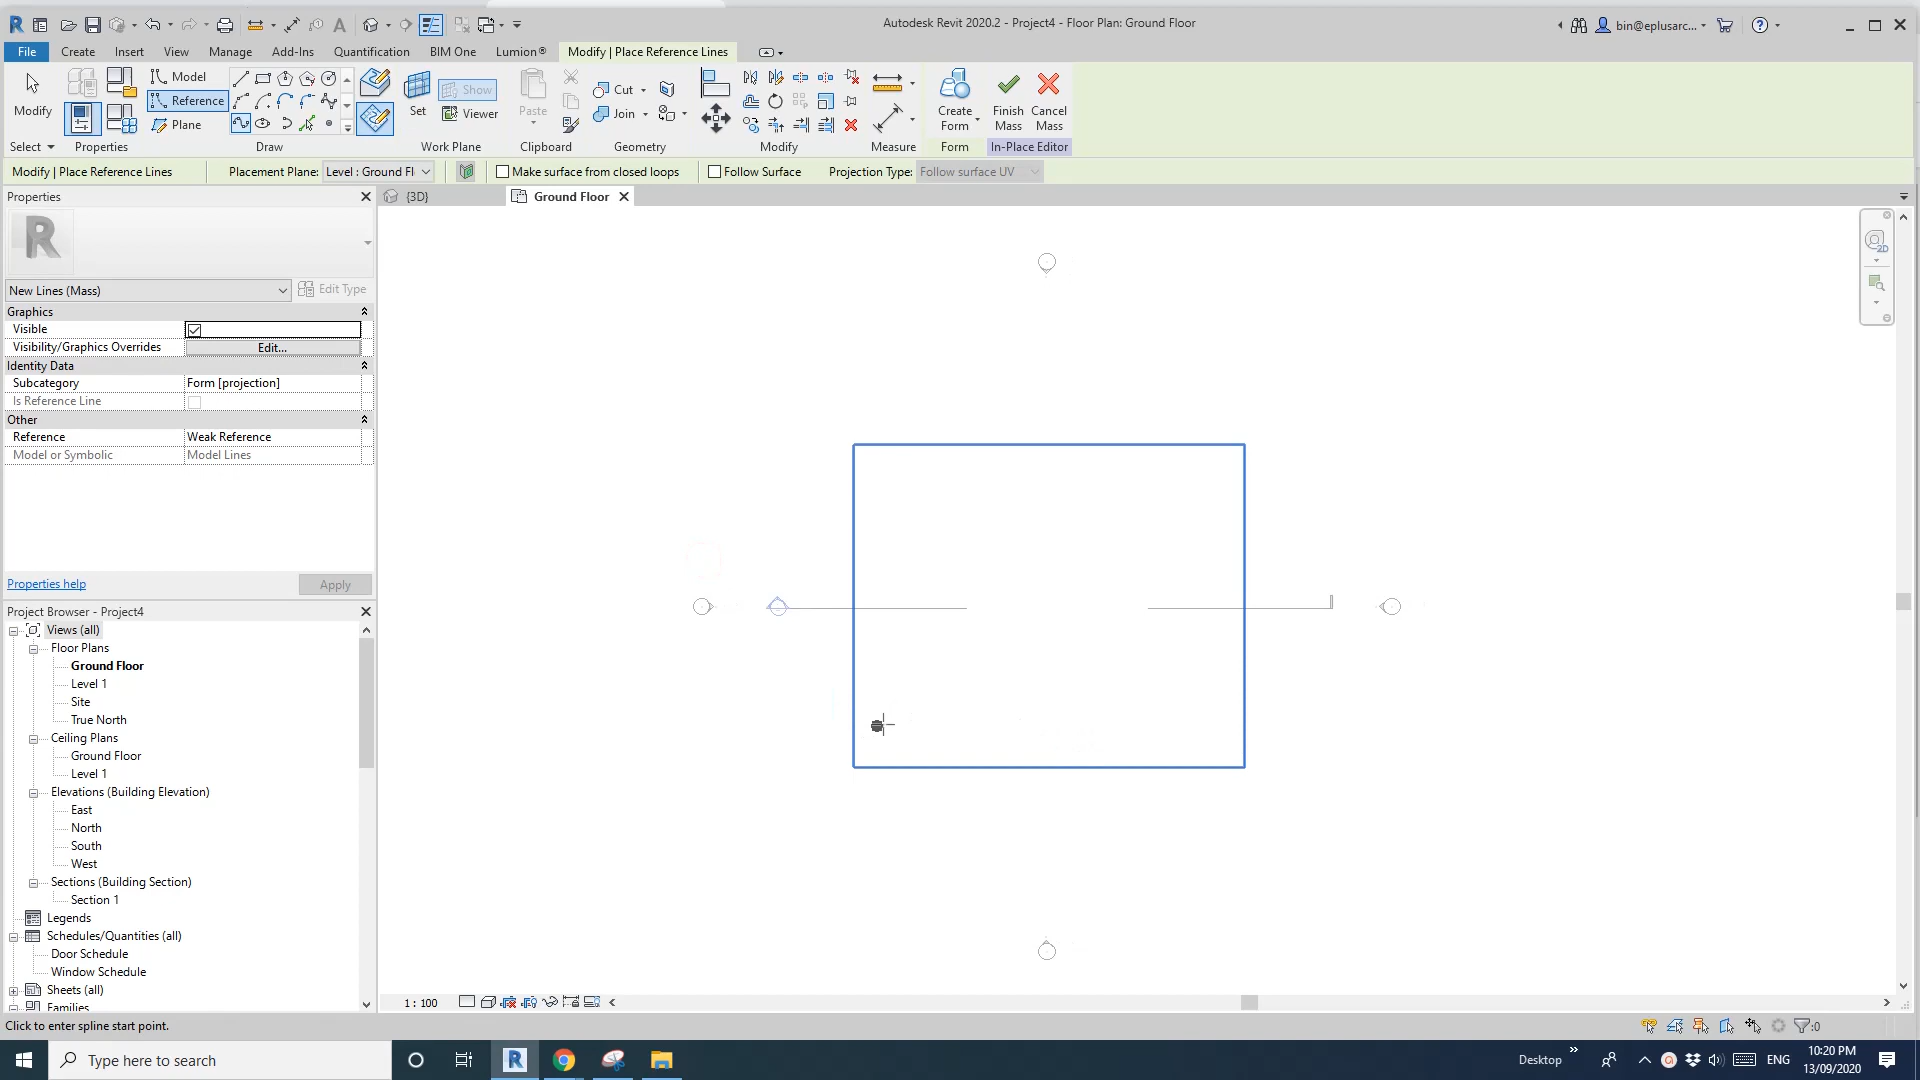 Autodesk Revit 2020.2 - Project4 - Floor Plan: Ground Floor
bin@eplusarc...
File Create Insert View Manage Add-Ins Quantification BIM One Lumion® Modify | Place Reference Lines
Model
Reference
Plane
Modify
Set
Show
Viewer
Paste
Cut
Join
Create
Form
Finish
Mass
Cancel
Mass
Select Properties Draw Work Plane Clipboard Geometry Modify Measure Form In-Place Editor
Modify | Place Reference Lines Placement Plane: Level : Ground Fl Make surface from closed loops Follow Surface Projection Type: Follow surface UV
Properties
{3D}
Ground Floor
2D
R
New Lines (Mass) Edit Type
Graphics
Visible
Visibility/Graphics Overrides Edit...
Identity Data
Subcategory Form [projection]
Is Reference Line
Other
Reference Weak Reference
Model or Symbolic Model Lines
Properties help Apply
Project Browser - Project4
Views (all)
Floor Plans
Ground Floor
Level 1
Site
True North
Ceiling Plans
Ground Floor
Level 1
Elevations (Building Elevation)
East
North
South
West
Sections (Building Section)
Section 1
Legends
Schedules/Quantities (all)
Door Schedule
Window Schedule
Sheets (all)
Families
1 : 100
Click to enter spline start point.
:0
Type here to search
Desktop
ENG
10:20 PM
13/09/2020